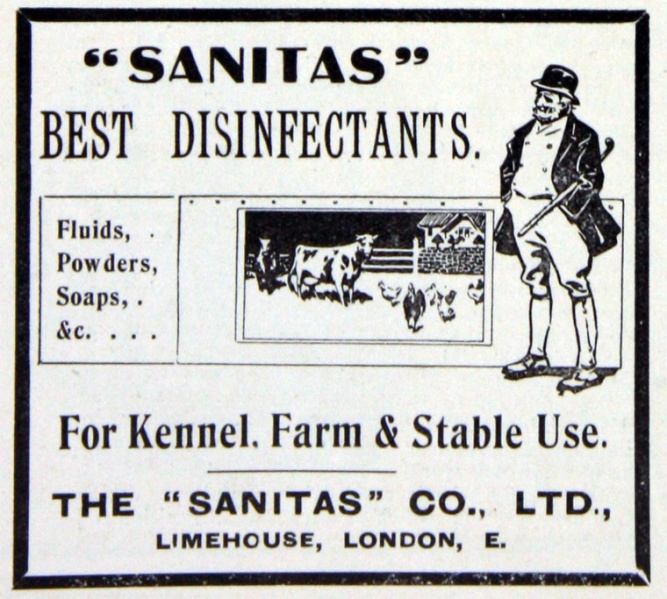 “SANITAS”
BEST DISINFECTANTS.
Fluids, .
Powders,
Soaps, .
&c. . . .
For Kennel. Farm & Stable Use.
THE “SANITAS” CO., LTD.,
LIMEHOUSE, LONDON, E.